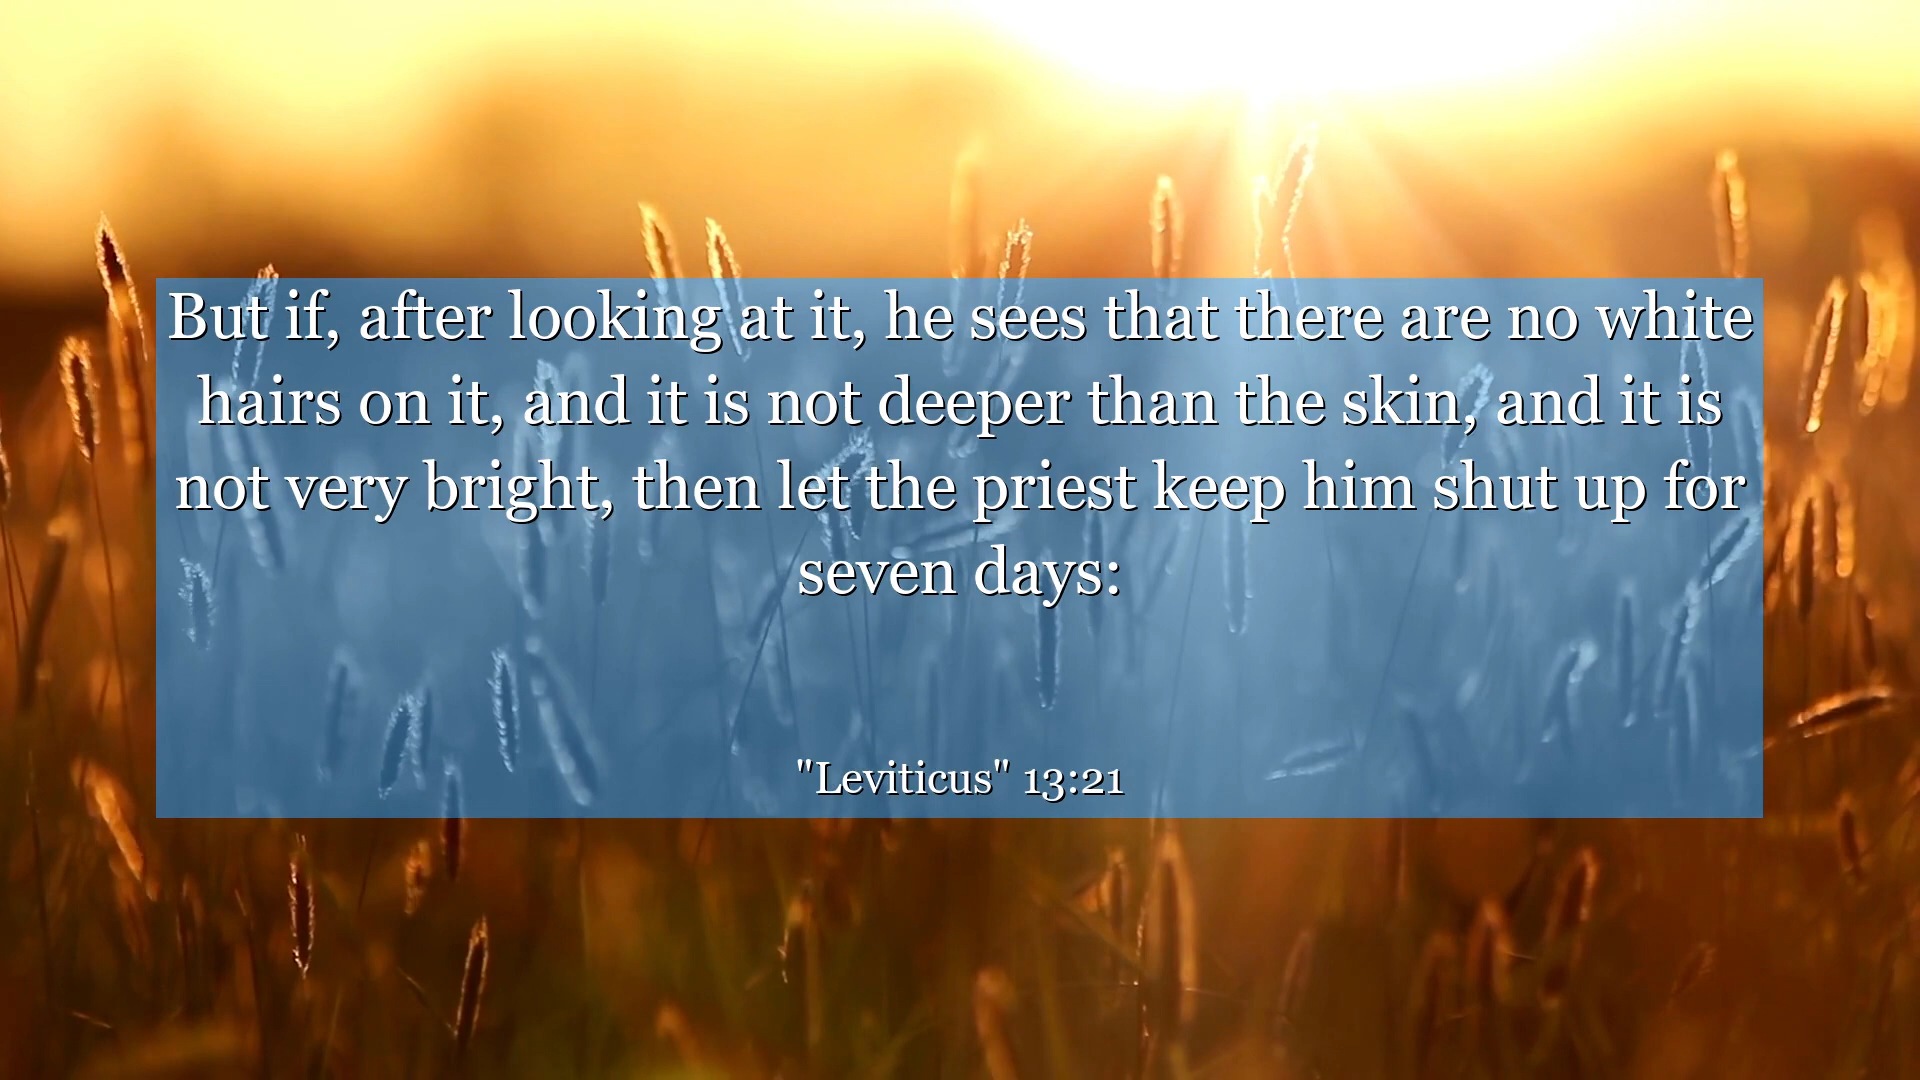 But if, after looking at it, he sees that there are no white
hairs on it, and it is not deeper than the skin, and it is
not very bright, then let the priest keep him shut up for
seven days:
"Leviticus" 13:21